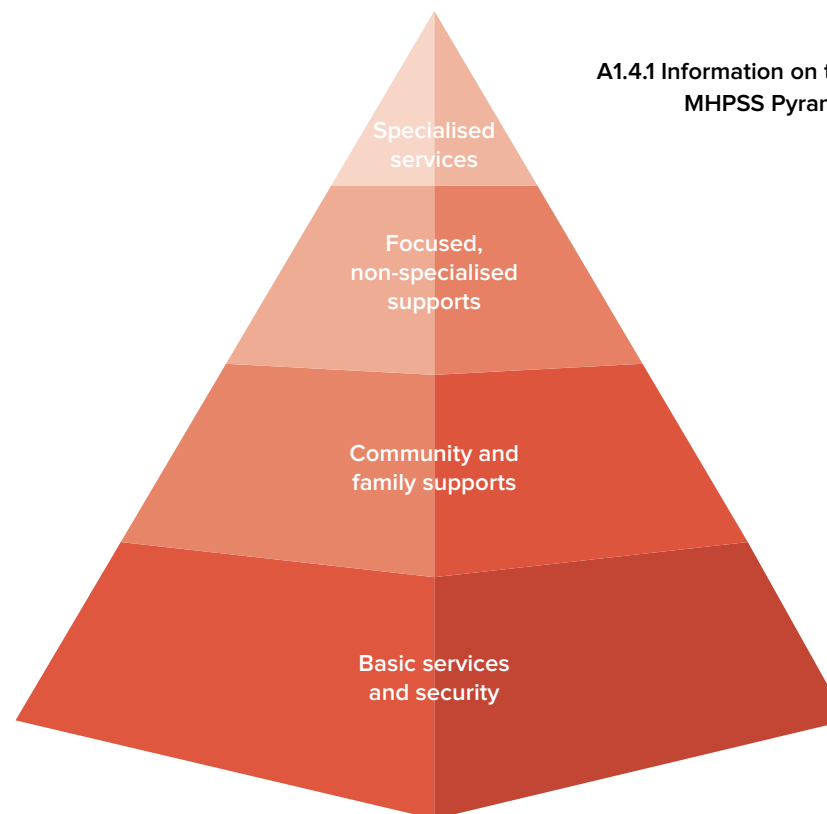 A1.4.1 Information on
MHPSS
Specialised
services
Focused,
non-specialised
supports
Community and
family supports
Basic services
and security